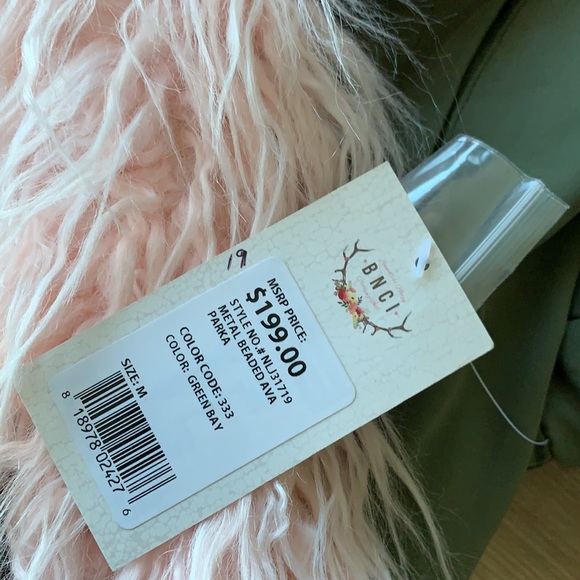 BNCI
19
MSRP PRICE:
$199.00
STYLE NO.# NLJ31719
METAL BEADED AVA
PARKA
COLOR CODE: 333
COLOR: GREEN BAY
SIZE: M
8 18978 02427 6